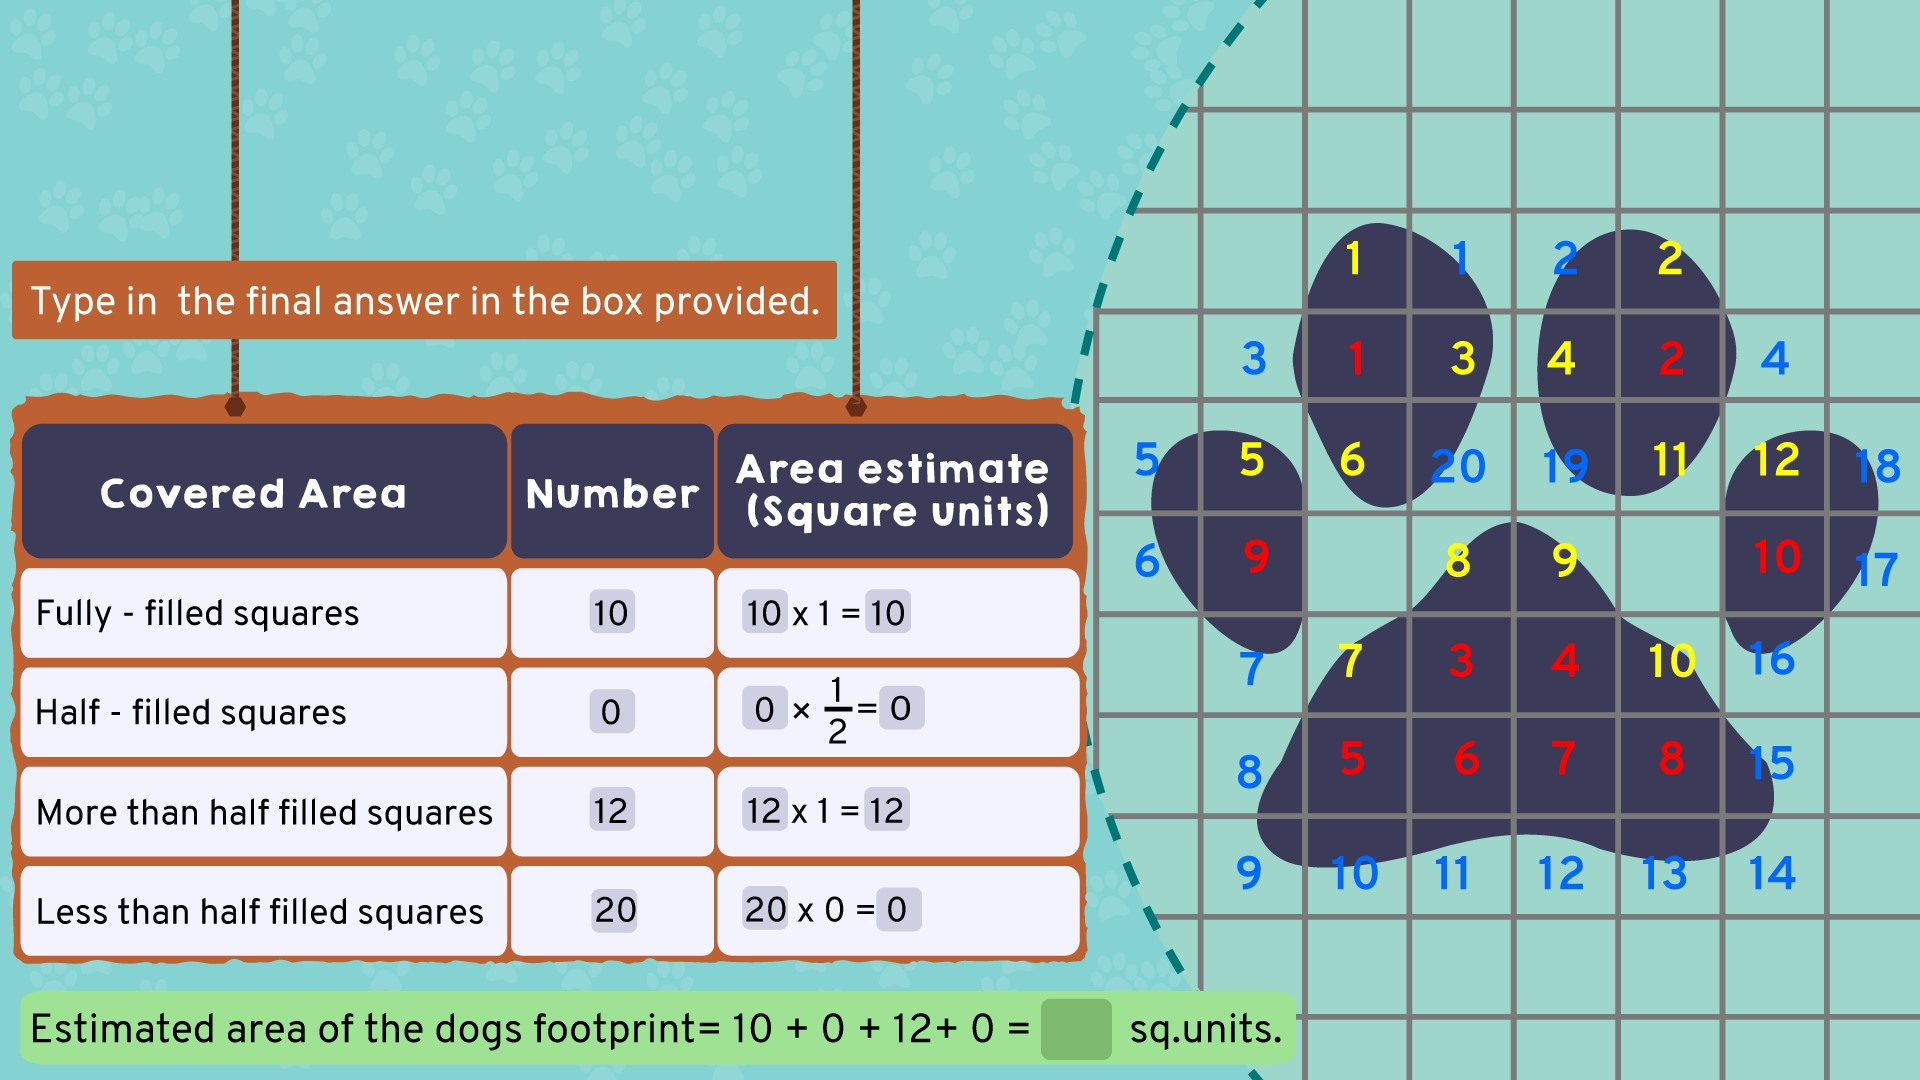 Type in the final answer in the box provided.
Covered Area Number Area estimate (Square units)
Fully - filled squares 10 10 x 1 = 10
Half - filled squares 0 0 × 1/2 = 0
More than half filled squares 12 12 x 1 = 12
Less than half filled squares 20 20 x 0 = 0
Estimated area of the dogs footprint= 10 + 0 + 12+ 0 = sq.units.
1 1 2 2
3 1 3 4 2 4
5 5 6 20 19 11 12 18
6 9 8 9 10 17
7 7 3 4 10 16
8 5 6 7 8 15
9 10 11 12 13 14